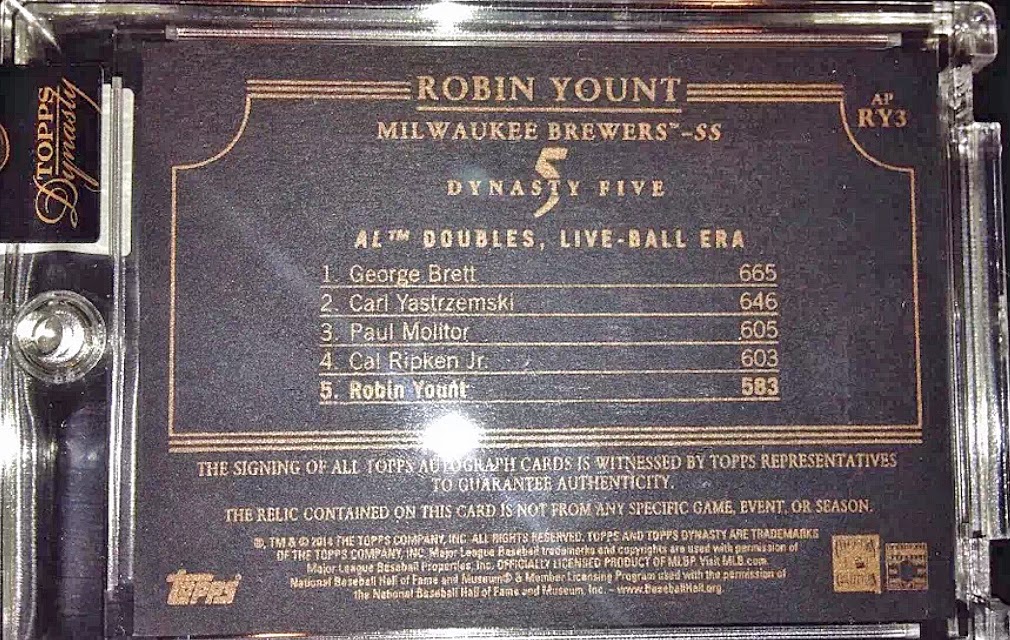 TOPPS
Dynasty
ROBIN YOUNT
AP
RY3
MILWAUKEE BREWERS™-SS
5
DYNASTY FIVE
AL™ DOUBLES, LIVE-BALL ERA
1. George Brett 665
2. Carl Yastrzemski 646
3. Paul Molitor 605
4. Cal Ripken Jr. 603
5. Robin Yount 583
THE SIGNING OF ALL TOPPS AUTOGRAPH CARDS IS WITNESSED BY TOPPS REPRESENTATIVES
TO GUARANTEE AUTHENTICITY.
THE RELIC CONTAINED ON THIS CARD IS NOT FROM ANY SPECIFIC GAME, EVENT, OR SEASON.
®, TM & © 2014 THE TOPPS COMPANY, INC. ALL RIGHTS RESERVED. TOPPS AND TOPPS DYNASTY ARE TRADEMARKS
OF THE TOPPS COMPANY, INC. Major League Baseball trademarks and copyrights are used with permission of
Major League Baseball Properties, Inc. OFFICIALLY LICENSED PRODUCT OF MLBP. Visit MLB.com.
National Baseball Hall of Fame and Museum® & Member Licensing Program used with the permission of
the National Baseball Hall of Fame and Museum, Inc. - www.baseballhall.org.
TOPPS